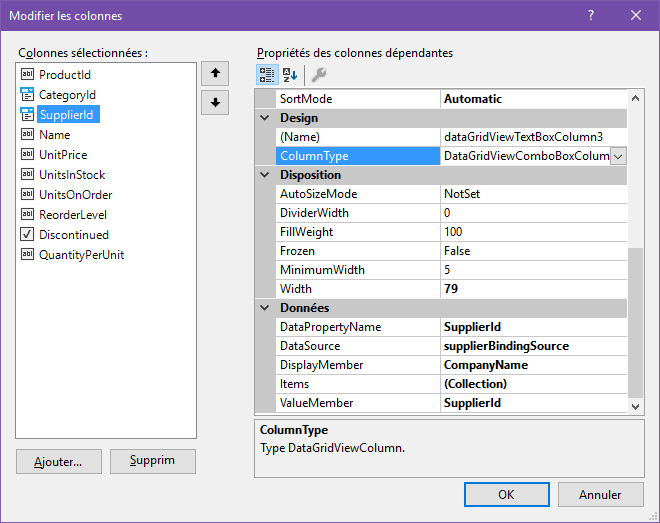 Modifier les colonnes
Colonnes sélectionnées :
ProductId
CategoryId
SupplierId
Name
UnitPrice
UnitsInStock
UnitsOnOrder
ReorderLevel
Discontinued
QuantityPerUnit
Ajouter...
Supprim
Propriétés des colonnes dépendantes
SortMode Automatic
Design
(Name) dataGridViewTextBoxColumn3
ColumnType DataGridViewComboBoxColum
Disposition
AutoSizeMode NotSet
DividerWidth 0
FillWeight 100
Frozen False
MinimumWidth 5
Width 79
Données
DataPropertyName SupplierId
DataSource supplierBindingSource
DisplayMember CompanyName
Items (Collection)
ValueMember SupplierId
ColumnType
Type DataGridViewColumn.
OK Annuler